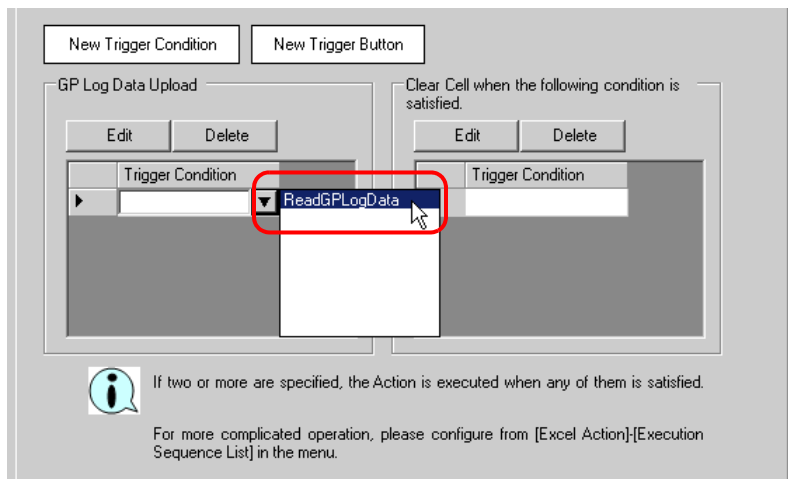 New Trigger Condition
New Trigger Button
GP Log Data Upload
Edit
Delete
Trigger Condition
ReadGPLogData
Clear Cell when the following condition is
satisfied.
Edit
Delete
Trigger Condition
If two or more are specified, the Action is executed when any of them is satisfied.
For more complicated operation, please configure from [Excel Action]-[Execution
Sequence List] in the menu.